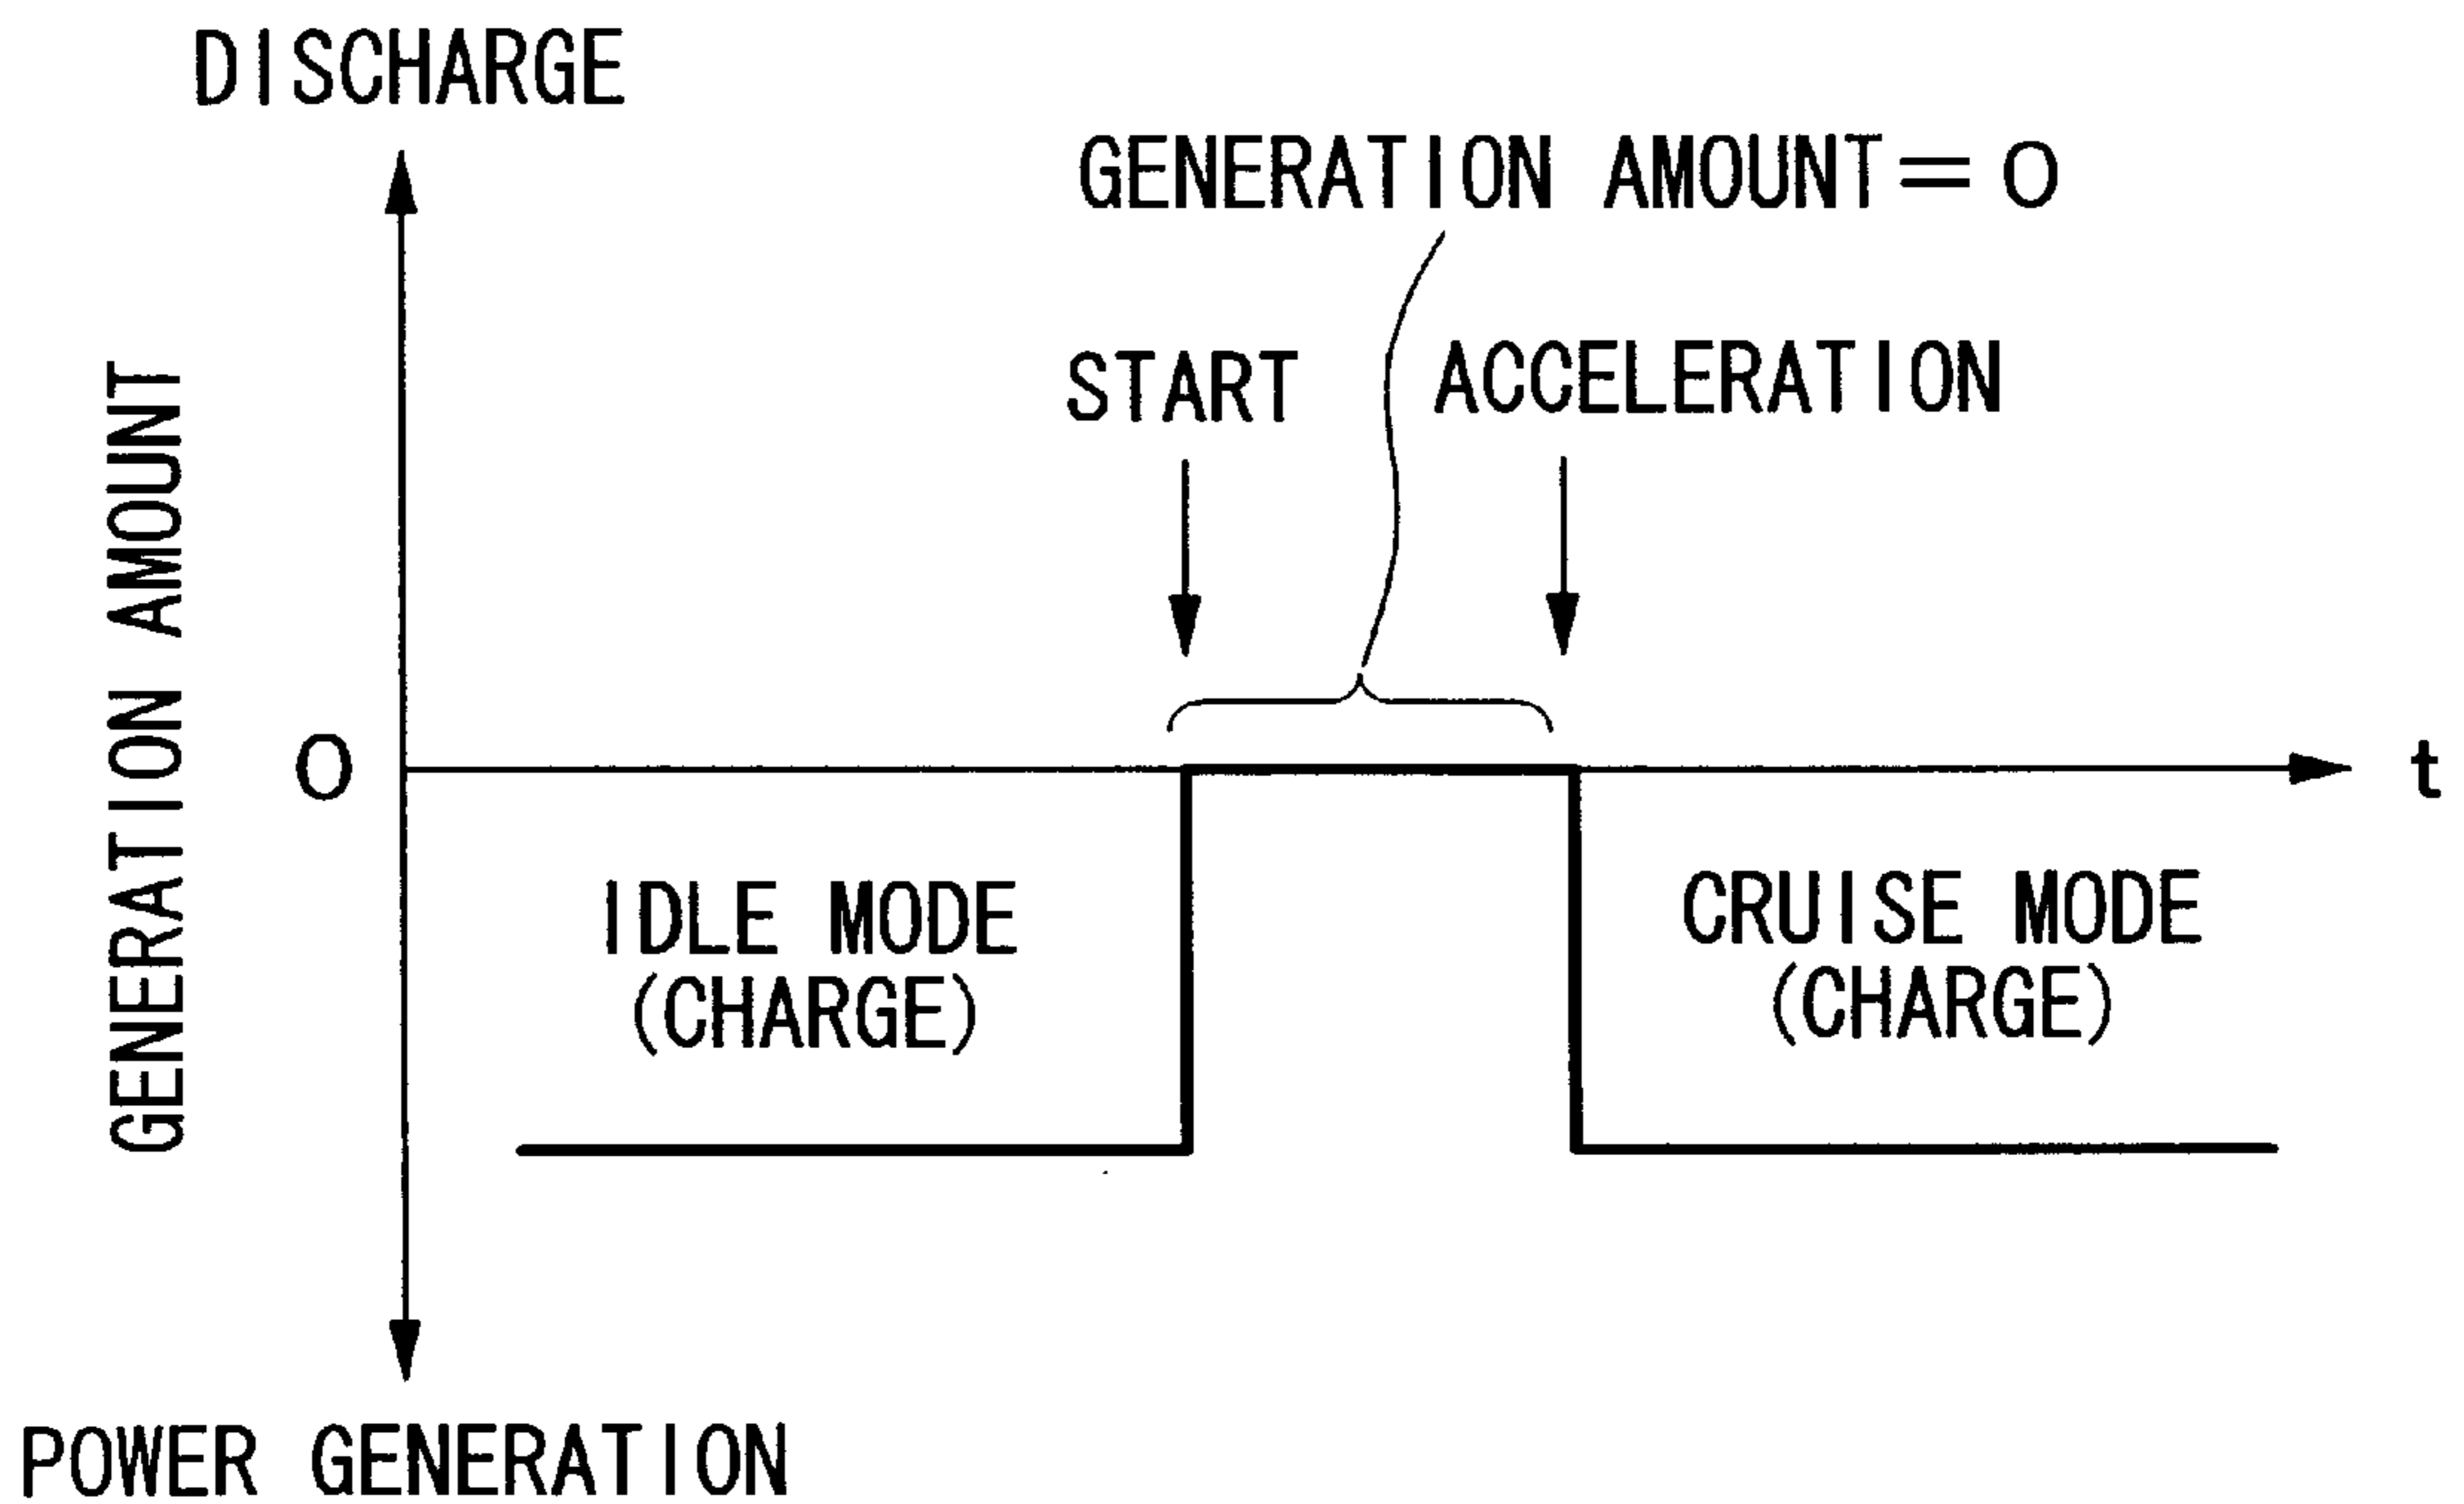 DISCHARGE
GENERATION AMOUNT=0
START
ACCELERATION
GENERATION AMOUNT
0
t
IDLE MODE
(CHARGE)
CRUISE MODE
(CHARGE)
POWER GENERATION